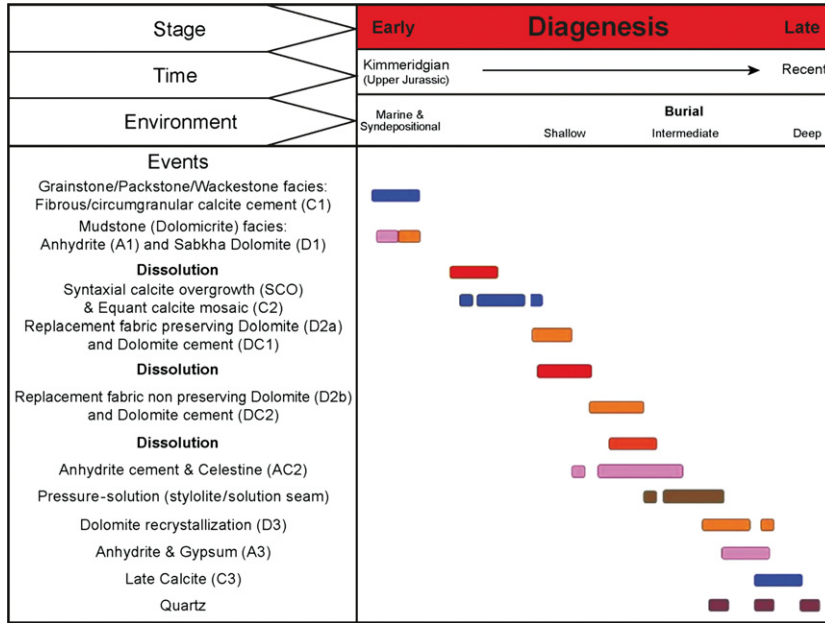 Stage
Early Diagenesis Late
Time
Kimmeridgian
(Upper Jurassic)
Recent
Environment
Marine &
Syndepositional
Burial
Shallow Intermediate Deep
Events
Grainstone/Packstone/Wackestone facies:
Fibrous/circumgranular calcite cement (C1)
Mudstone (Dolomicrite) facies:
Anhydrite (A1) and Sabkha Dolomite (D1)
Dissolution
Syntaxial calcite overgrowth (SCO)
& Equant calcite mosaic (C2)
Replacement fabric preserving Dolomite (D2a)
and Dolomite cement (DC1)
Dissolution
Replacement fabric non preserving Dolomite (D2b)
and Dolomite cement (DC2)
Dissolution
Anhydrite cement & Celestine (AC2)
Pressure-solution (stylolite/solution seam)
Dolomite recrystallization (D3)
Anhydrite & Gypsum (A3)
Late Calcite (C3)
Quartz